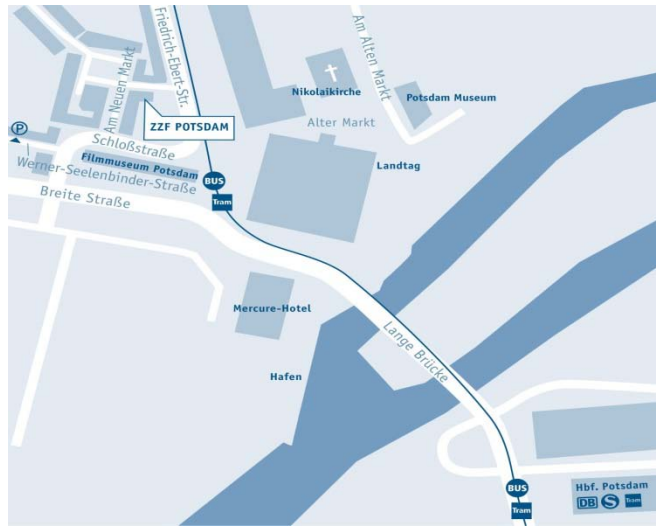 Friedrich-Ebert-Str.
Am Neuen Markt
Am Alten Markt
Nikolaikirche
Potsdam Museum
P
ZZF POTSDAM
Alter Markt
Schloßstraße
Landtag
Filmmuseum Potsdam
Werner-Seelenbinder-Straße
BUS
Breite Straße
Tram
Mercure-Hotel
Lange Brücke
Hafen
BUS
Hbf. Potsdam
DB S Tram
Tram